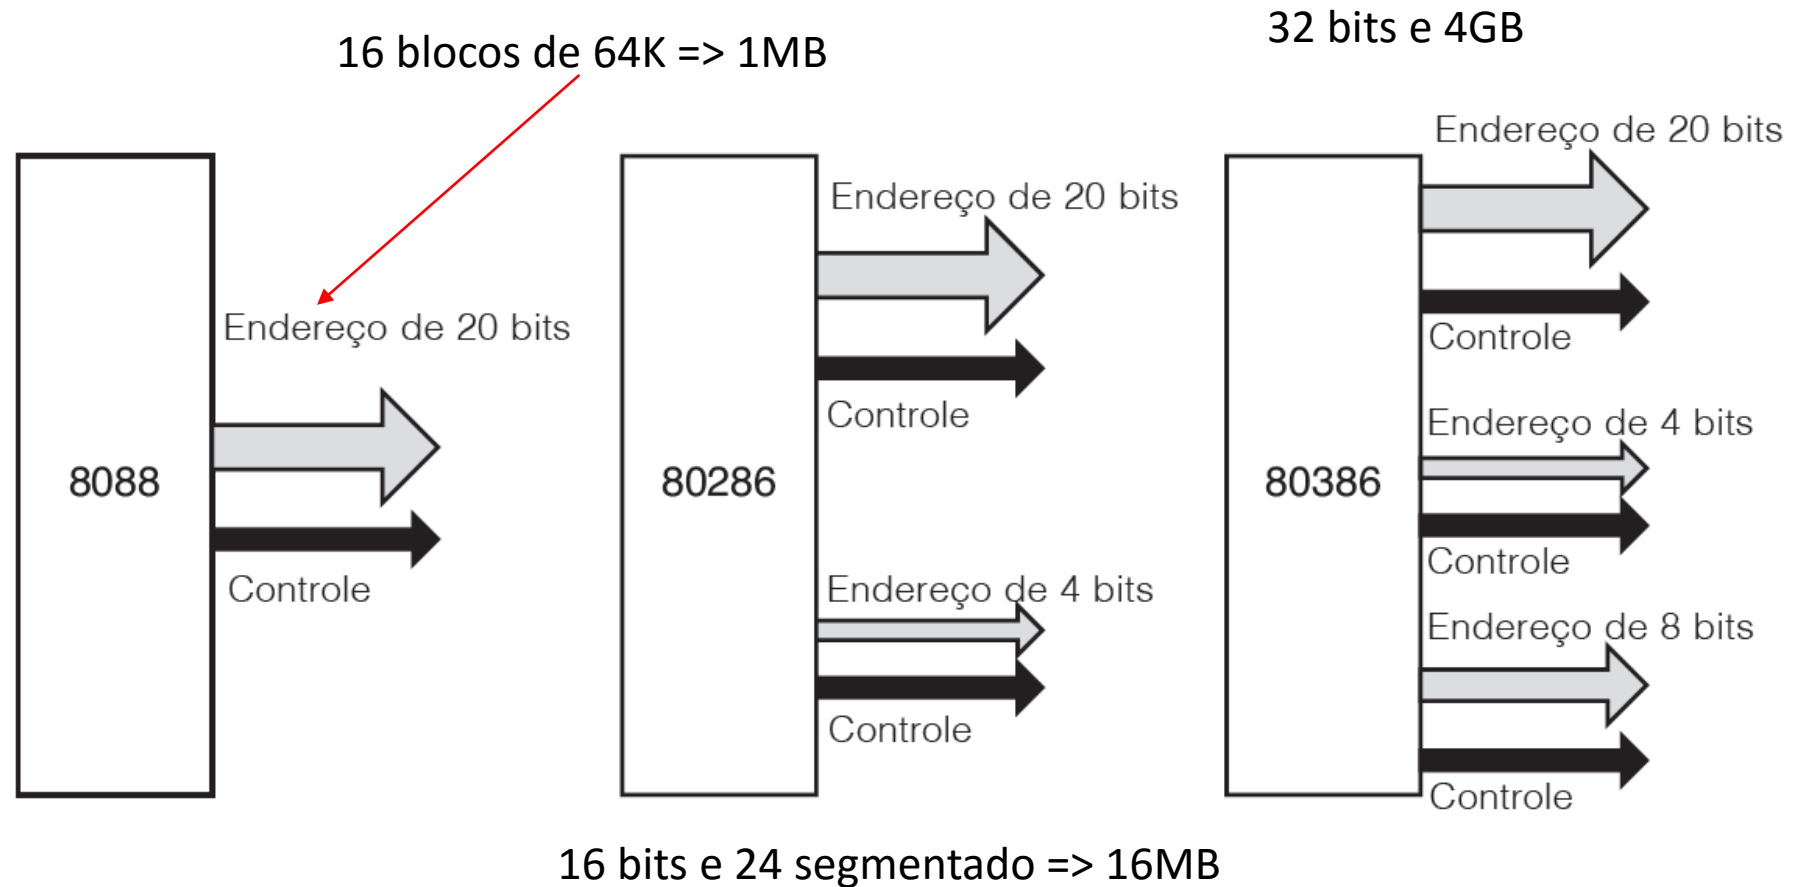 16 blocos de 64K => 1MB
32 bits e 4GB
8088
Endereço de 20 bits
Controle
80286
Endereço de 20 bits
Controle
Endereço de 4 bits
Controle
80386
Endereço de 20 bits
Controle
Endereço de 4 bits
Controle
Endereço de 8 bits
Controle
16 bits e 24 segmentado => 16MB